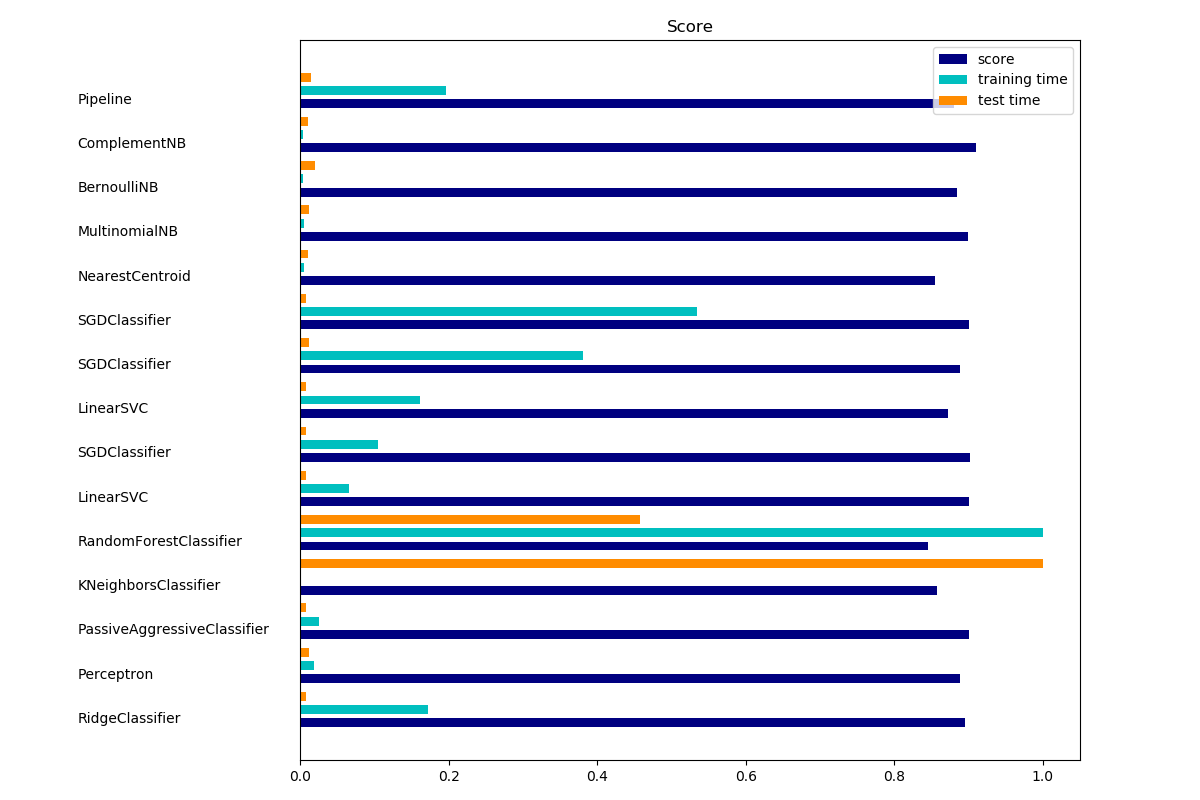 Score
score
training time
test time
Pipeline
ComplementNB
BernoulliNB
MultinomialNB
NearestCentroid
SGDClassifier
SGDClassifier
LinearSVC
SGDClassifier
LinearSVC
RandomForestClassifier
KNeighborsClassifier
PassiveAggressiveClassifier
Perceptron
RidgeClassifier
0.0 0.2 0.4 0.6 0.8 1.0